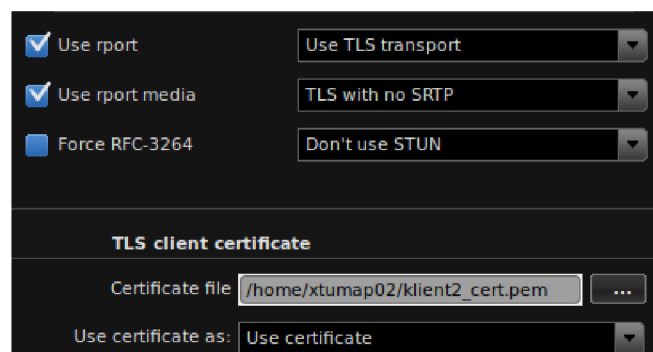 Use rport Use TLS transport
Use rport media TLS with no SRTP
Force RFC-3264 Don't use STUN
TLS client certificate
Certificate file /home/xtumap02/klient2_cert.pem ...
Use certificate as: Use certificate